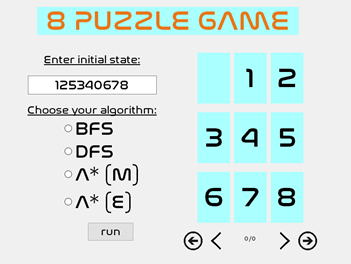 8 PUZZLE GAME
Enter initial state:
125340678
Choose your algorithm:
BFS
DFS
A* (M)
A* (E)
run
1 2
3 4 5
6 7 8
0/0